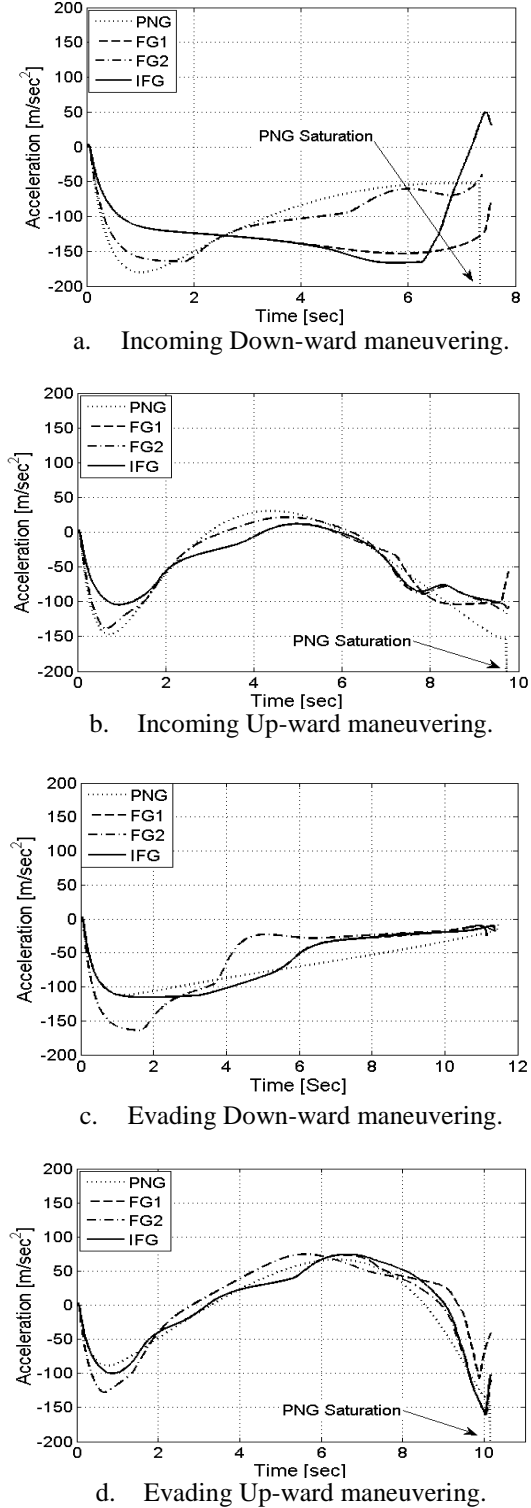 200
150
100
50
0
-50
-100
-150
-200
Acceleration [m/sec²]
PNG
FG1
FG2
IFG
PNG Saturation
0 2 4 6 8
Time [sec]
a. Incoming Down-ward maneuvering.
200
150
100
50
0
-50
-100
-150
-200
Acceleration [m/sec²]
PNG
FG1
FG2
IFG
PNG Saturation
0 2 4 6 8 10
Time [sec]
b. Incoming Up-ward maneuvering.
200
150
100
50
0
-50
-100
-150
-200
Acceleration [m/sec²]
PNG
FG1
FG2
IFG
0 2 4 6 8 10 12
Time [Sec]
c. Evading Down-ward maneuvering.
200
150
100
50
0
-50
-100
-150
-200
Acceleration [m/sec²]
PNG
FG1
FG2
IFG
PNG Saturation
0 2 4 6 8 10
Time [sec]
d. Evading Up-ward maneuvering.